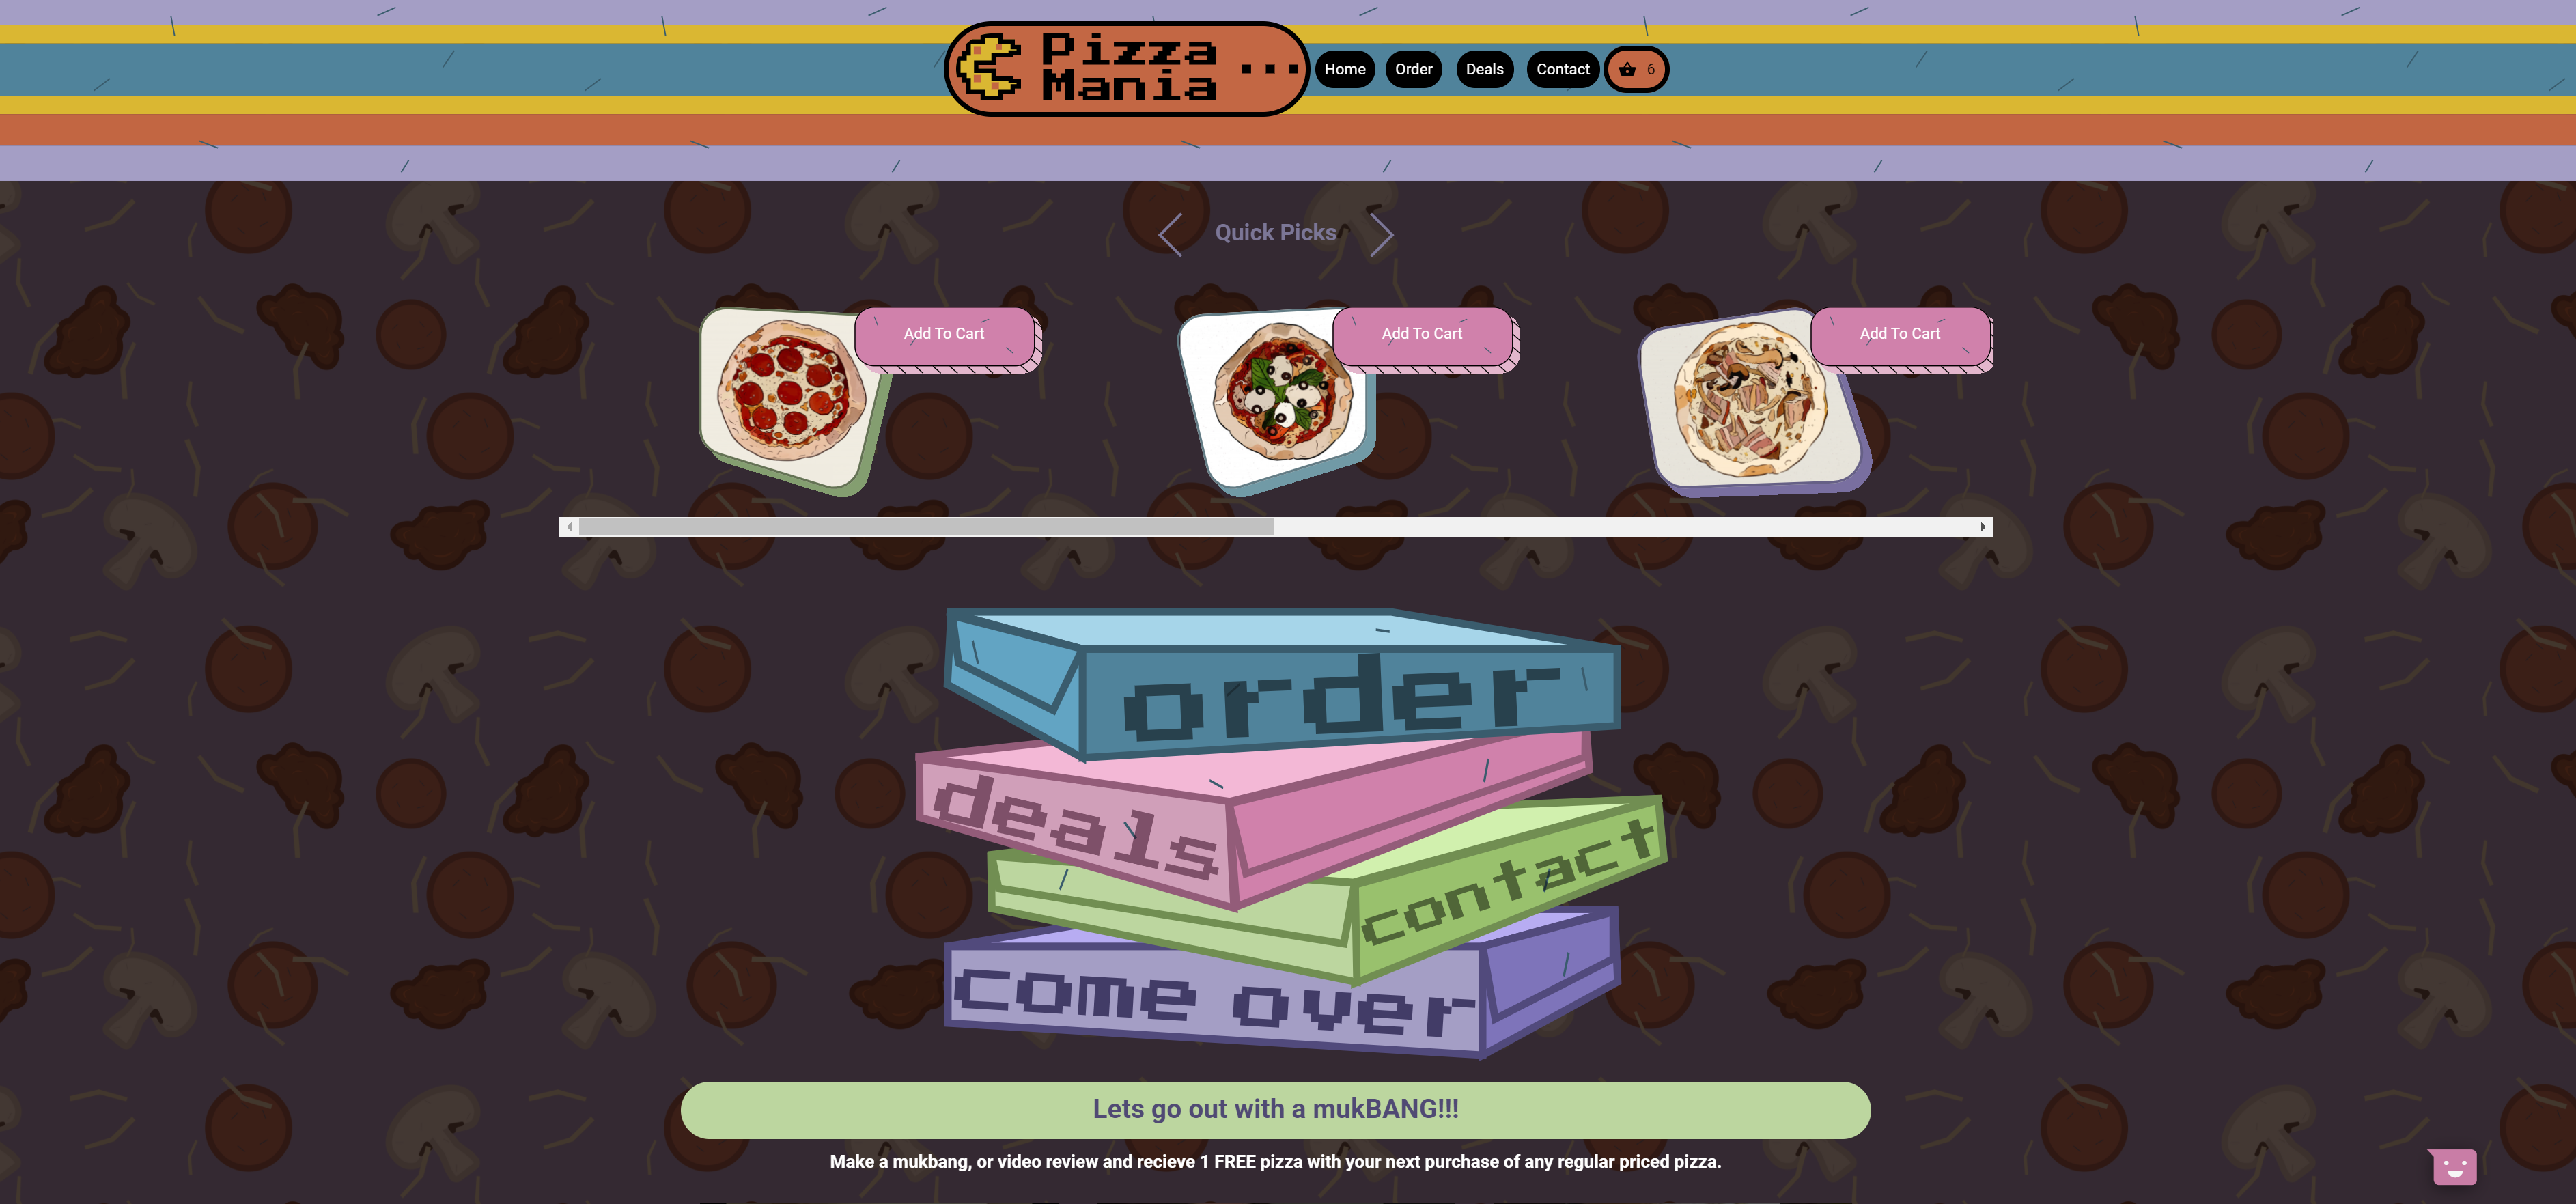 Pizza
Mania
Home
Order
Deals
Contact
6
Quick Picks
Add To Cart
Add To Cart
Add To Cart
order
deals
contact
come over
Lets go out with a mukBANG!!!
Make a mukbang, or video review and recieve 1 FREE pizza with your next purchase of any regular priced pizza.